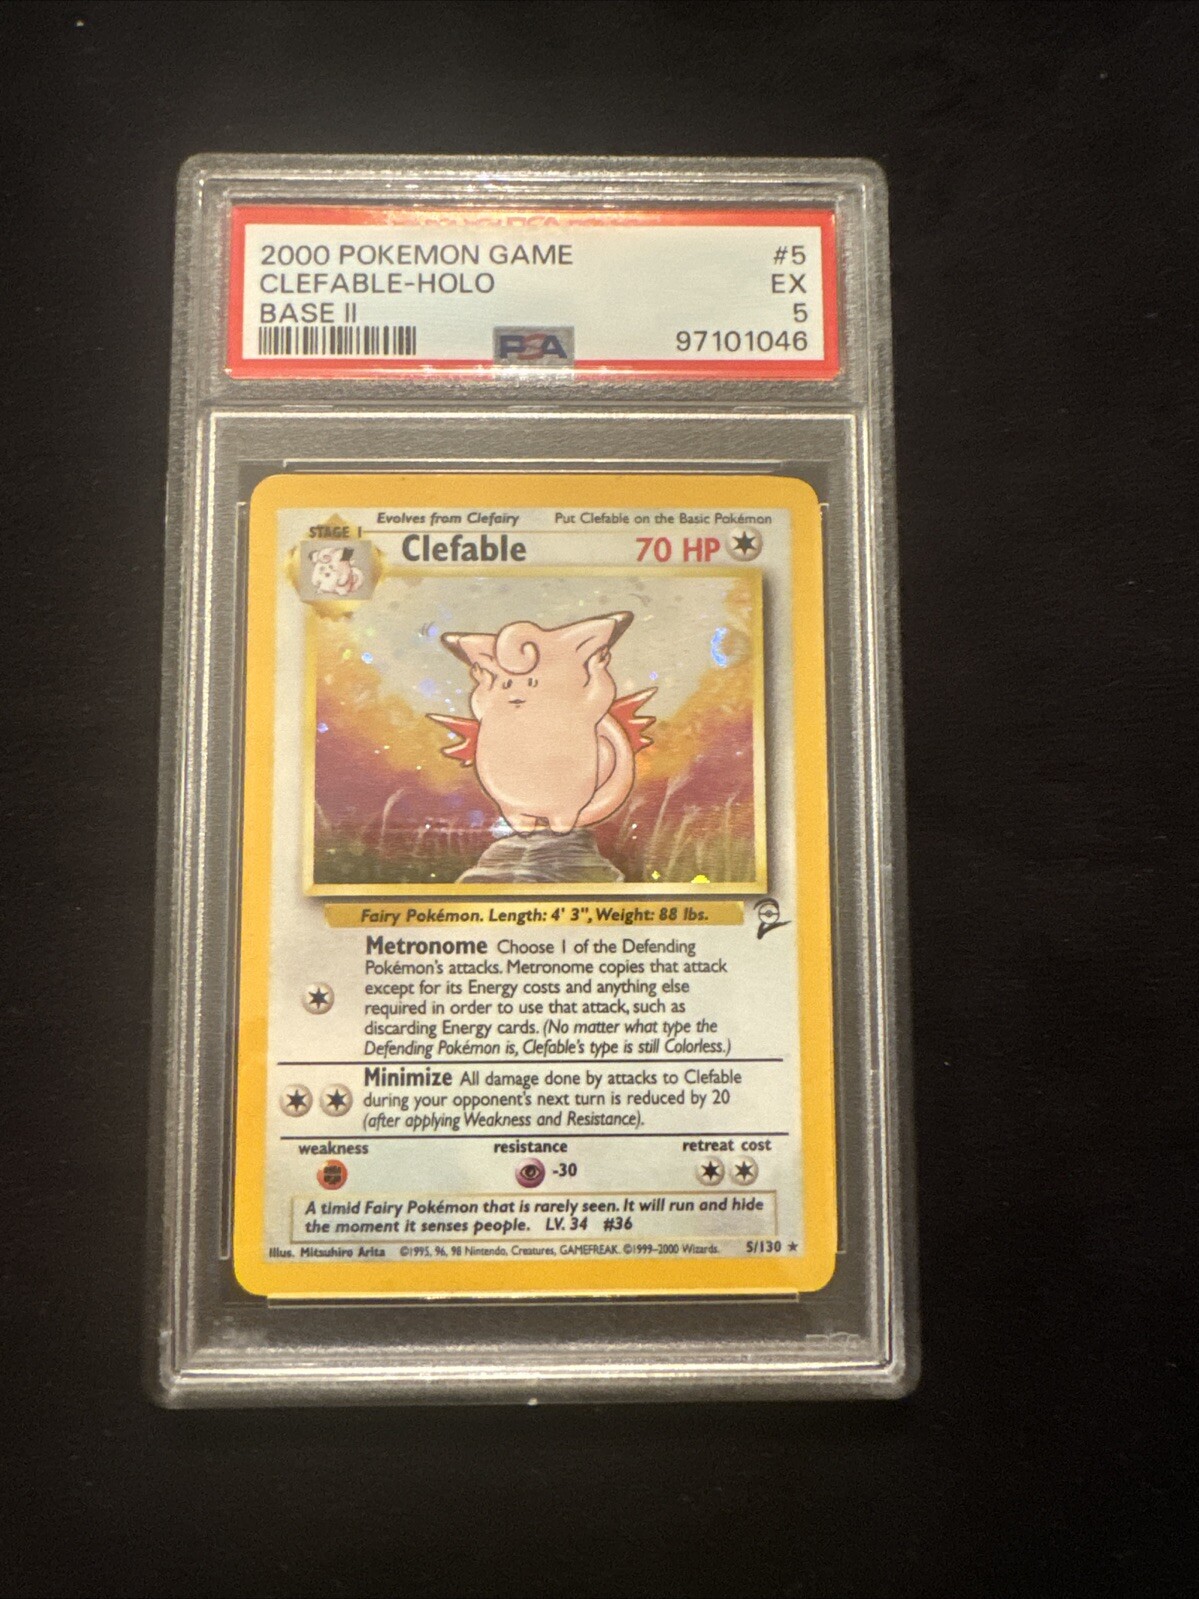 2000 POKEMON GAME #5
CLEFABLE-HOLO EX
BASE II 5
PSA 97101046
Evolves from Clefairy Put Clefable on the Basic Pokémon
STAGE 1
Clefable 70 HP
Fairy Pokémon. Length: 4' 3", Weight: 88 lbs.
Metronome Choose 1 of the Defending
Pokémon's attacks. Metronome copies that attack
except for its Energy costs and anything else
required in order to use that attack, such as
discarding Energy cards. (No matter what type the
Defending Pokémon is, Clefable's type is still Colorless.)
Minimize All damage done by attacks to Clefable
during your opponent's next turn is reduced by 20
(after applying Weakness and Resistance).
weakness resistance retreat cost
-30
A timid Fairy Pokémon that is rarely seen. It will run and hide
the moment it senses people. LV. 34 #36
Illus. Mitsuhiro Arita ©1995, 96, 98 Nintendo, Creatures, GAMEFREAK. ©1999-2000 Wizards. 5/130 ★